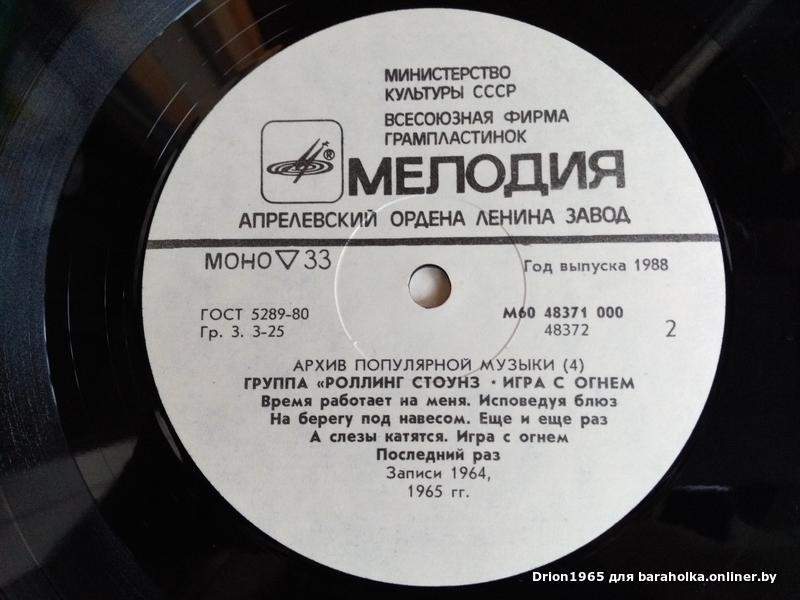 МИНИСТЕРСТВО
КУЛЬТУРЫ СССР
ВСЕСОЮЗНАЯ ФИРМА
ГРАМПЛАСТИНОК
®
МЕЛОДИЯ
АПРЕЛЕВСКИЙ ОРДЕНА ЛЕНИНА ЗАВОД
МОНО ▽ 33
Год выпуска 1988
ГОСТ 5289-80
Гр. 3. 3-25
М60 48371 000
48372
2
АРХИВ ПОПУЛЯРНОЙ МУЗЫКИ (4)
ГРУППА «РОЛЛИНГ СТОУНЗ • ИГРА С ОГНЕМ
Время работает на меня. Исповедуя блюз
На берегу под навесом. Еще и еще раз
А слезы катятся. Игра с огнем
Последний раз
Записи 1964,
1965 гг.
Drion1965 для baraholka.onliner.by